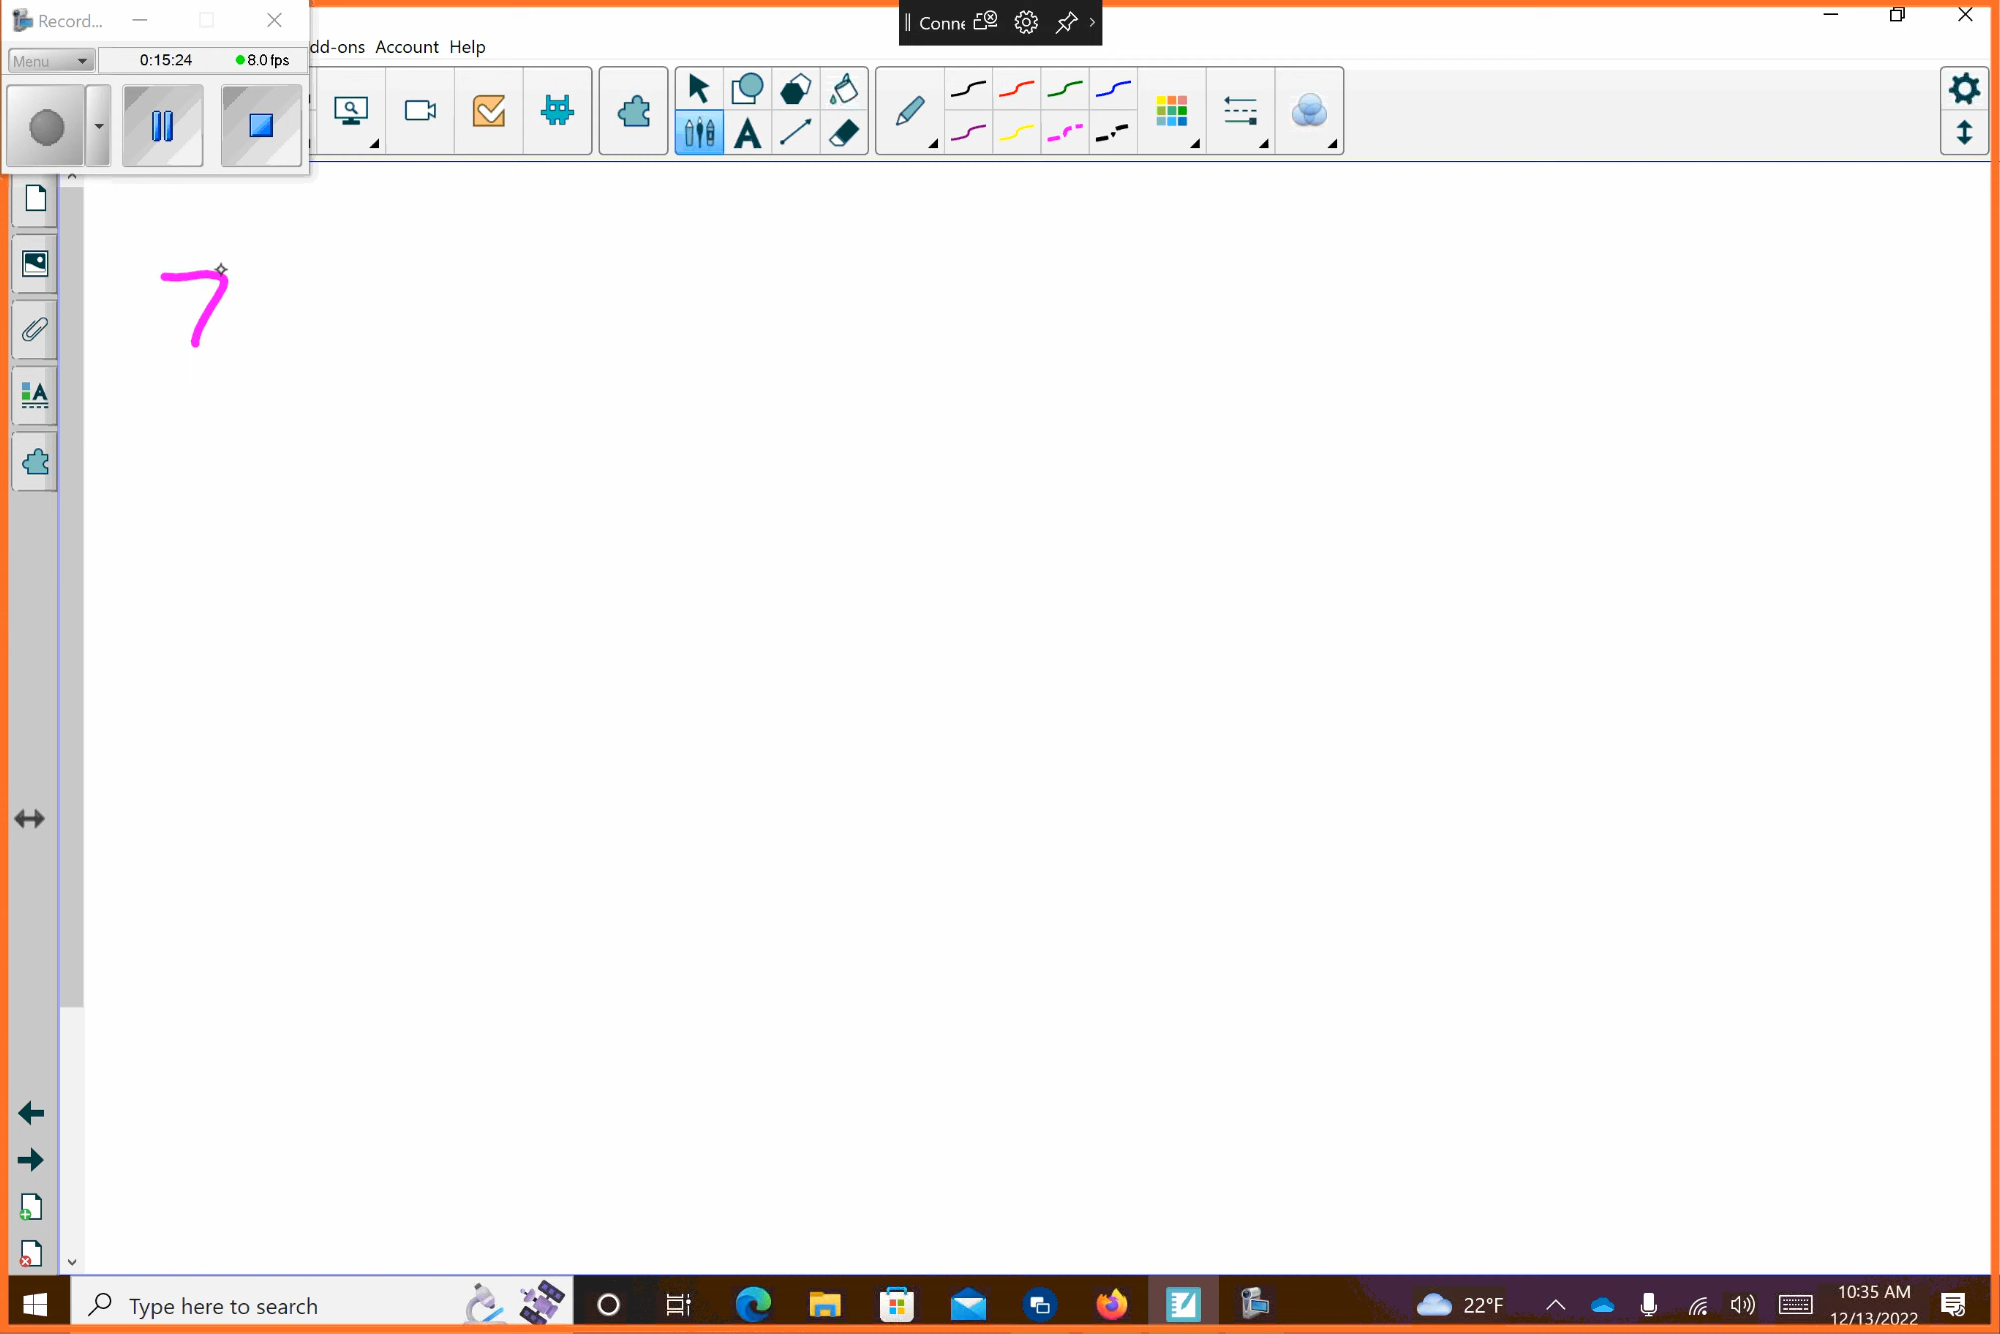 Record...
Conne
dd-ons Account Help
Menu 0:15:24 8.0 fps
A
7
A
Type here to search
22°F
10:35 AM
12/13/2022